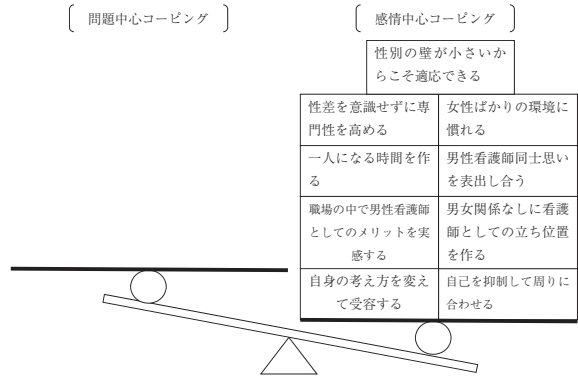 〔 問題中心コーピング 〕
〔 感情中心コーピング 〕
性別の壁が小さいか
らこそ適応できる
性差を意識せずに専
門性を高める
女性ばかりの環境に
慣れる
一人になる時間を作
る
男性看護師同士思い
を表出し合う
職場の中で男性看護師
としてのメリットを実
感する
男女関係なしに看護
師としての立ち位置
を作る
自身の考え方を変え
て受容する
自己を抑制して周りに
合わせる